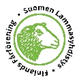 • Suomen Lammasyhdistys
• Finlands Fårförening